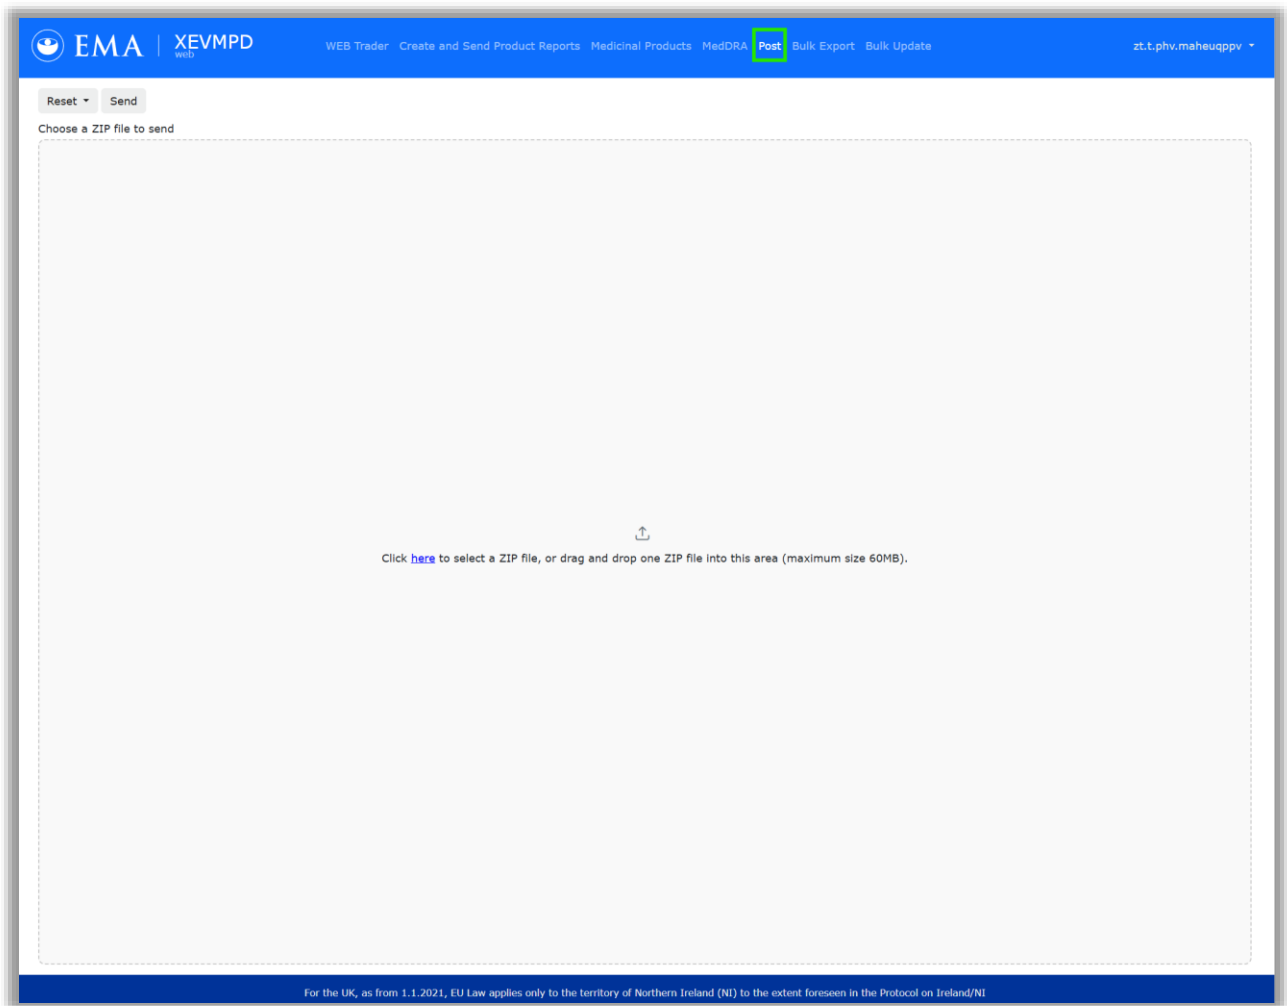 EMA | XEVMPD
web
WEB Trader Create and Send Product Reports Medicinal Products MedDRA Post Bulk Export Bulk Update
zt.t.phv.maheuqppv
Reset Send
Choose a ZIP file to send
Click here to select a ZIP file, or drag and drop one ZIP file into this area (maximum size 60MB).
For the UK, as from 1.1.2021, EU Law applies only to the territory of Northern Ireland (NI) to the extent foreseen in the Protocol on Ireland/NI